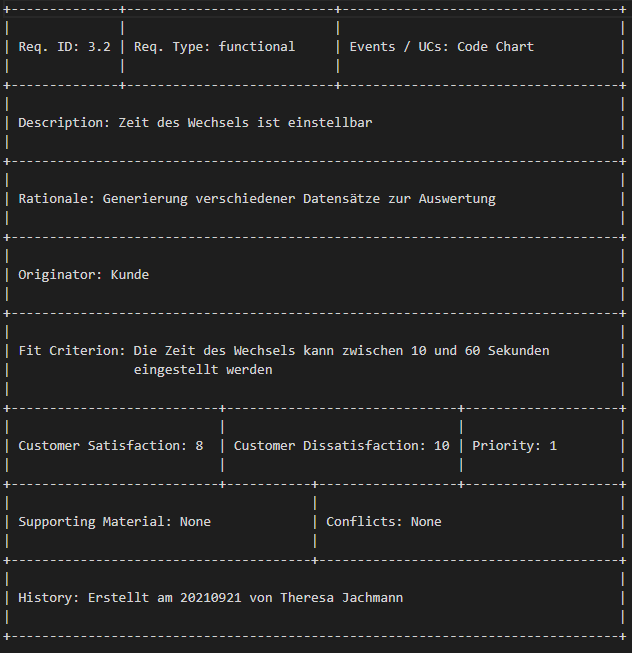 Req. ID: 3.2 | Req. Type: functional | Events / UCs: Code Chart
Description: Zeit des Wechsels ist einstellbar
Rationale: Generierung verschiedener Datensätze zur Auswertung
Originator: Kunde
Fit Criterion: Die Zeit des Wechsels kann zwischen 10 und 60 Sekunden
eingestellt werden
Customer Satisfaction: 8 | Customer Dissatisfaction: 10 | Priority: 1
Supporting Material: None | Conflicts: None
History: Erstellt am 20210921 von Theresa Jachmann